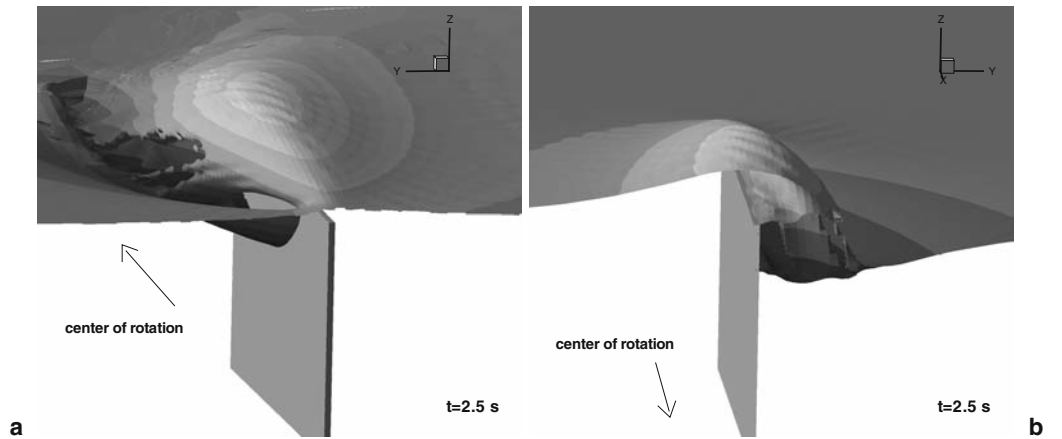 Z
Y
center of rotation
t=2.5 s
a
Z
X
Y
center of rotation
t=2.5 s
b